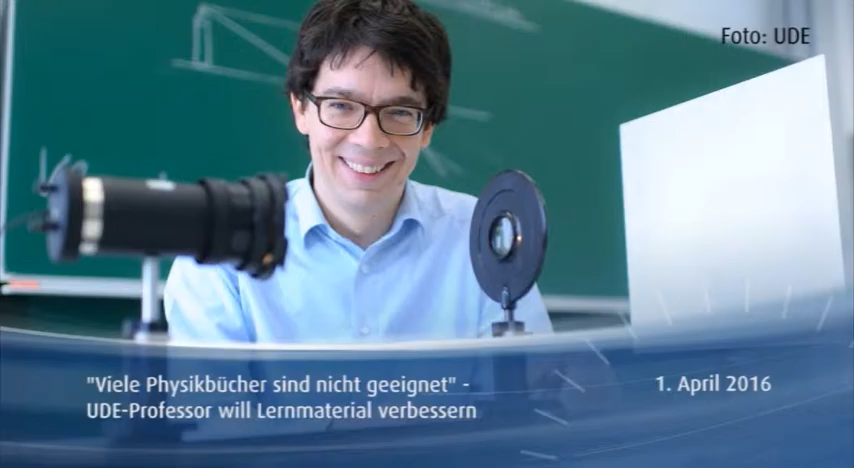 Foto: UDE
"Viele Physikbücher sind nicht geeignet" -
UDE-Professor will Lernmaterial verbessern
1. April 2016